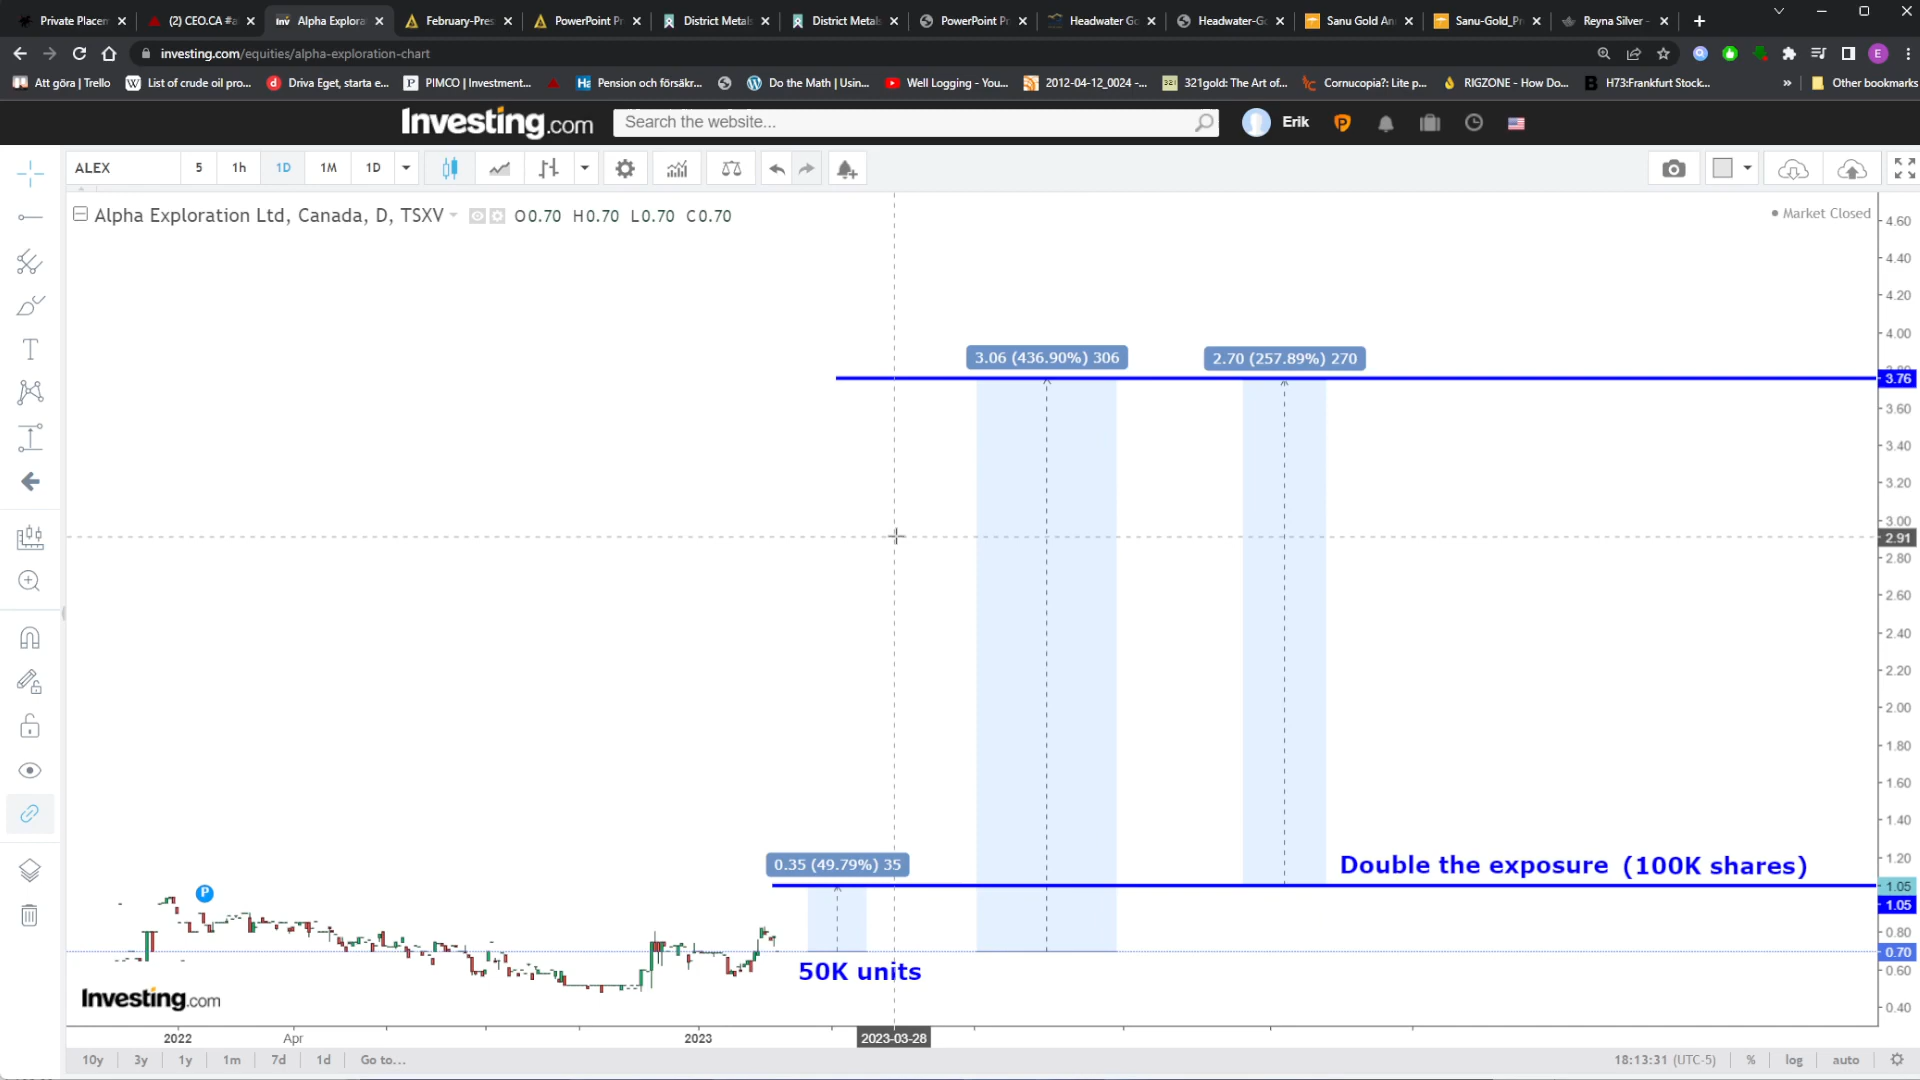 Private Placem
(2) CEO.CA #a
Alpha Explora
February-Pres
PowerPoint Pr
District Metals
District Metals
PowerPoint Pr
Headwater Go
Headwater-Go
Sanu Gold An
Sanu-Gold_Pr
Reyna Silver -
investing.com/equities/alpha-exploration-chart
E
Att göra | Trello
List of crude oil pro...
Driva Eget, starta e...
PIMCO | Investment...
Pension och försäkr...
Do the Math | Usin...
Well Logging - You...
2012-04-12_0024 -...
321gold: The Art of...
Cornucopia?: Lite p...
RIGZONE - How Do...
H73:Frankfurt Stock...
»
Other bookmarks
Investing.com
Search the website...
Erik
ALEX
5
1h
1D
1M
1D
Alpha Exploration Ltd, Canada, D, TSXV
O0.70 H0.70 L0.70 C0.70
Market Closed
4.60
4.40
4.20
4.00
3.76
3.60
3.40
3.20
3.00
2.91
2.80
2.60
2.40
2.20
2.00
1.80
1.60
1.40
1.20
1.05
1.05
0.80
0.70
0.60
0.40
3.06 (436.90%) 306
2.70 (257.89%) 270
0.35 (49.79%) 35
Double the exposure (100K shares)
P
50K units
Investing.com
2022
Apr
2023
2023-03-28
10y
3y
1y
1m
7d
1d
Go to...
18:13:31 (UTC-5)
%
log
auto